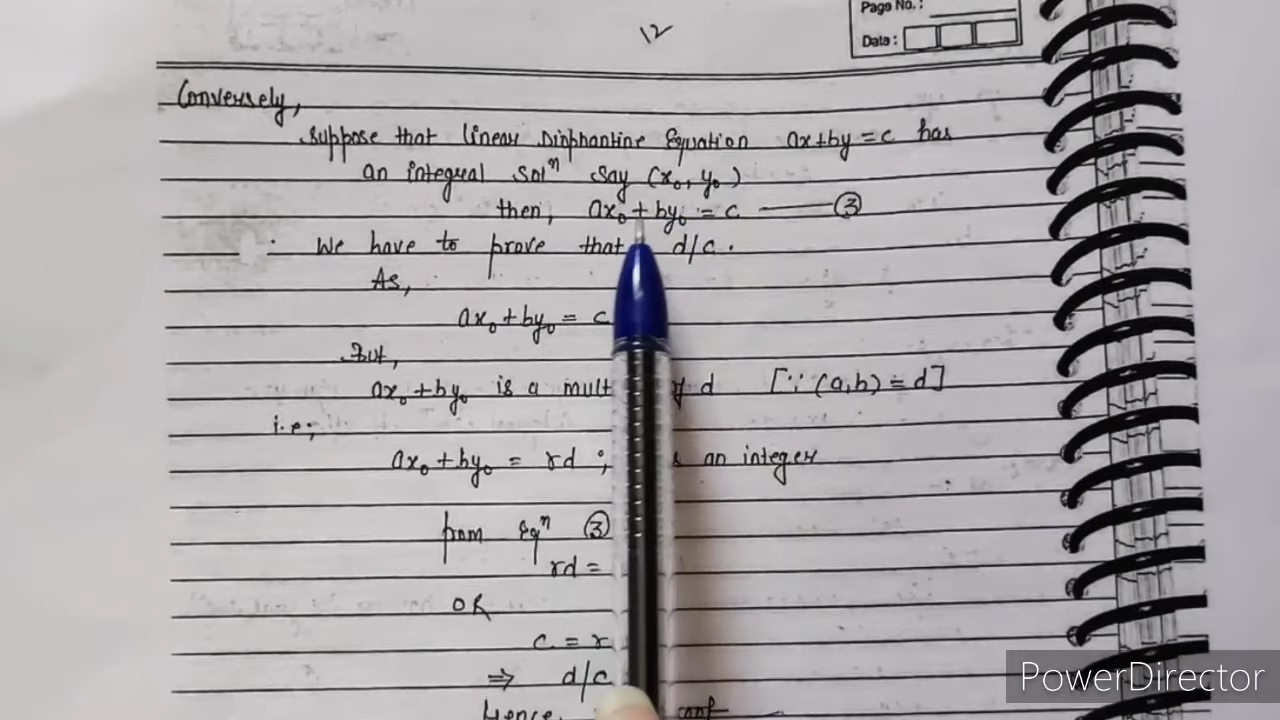 Page No. :
12
Date :
Conversely,
Suppose that linear Diophantine Equation ax+by = c has
an integral solⁿ say (x₀, y₀)
then, ax₀ + by₀ = c ③
We have to prove that d/c.
As,
ax₀ + by₀ = c
But,
ax₀ + by₀ is a d [∵ (a,b) = d]
i.e;
ax₀ + by₀ = rd ; an integer
from Eqⁿ ③
rd =
OR
c = r
⇒ d/c
Hence,
PowerDirector